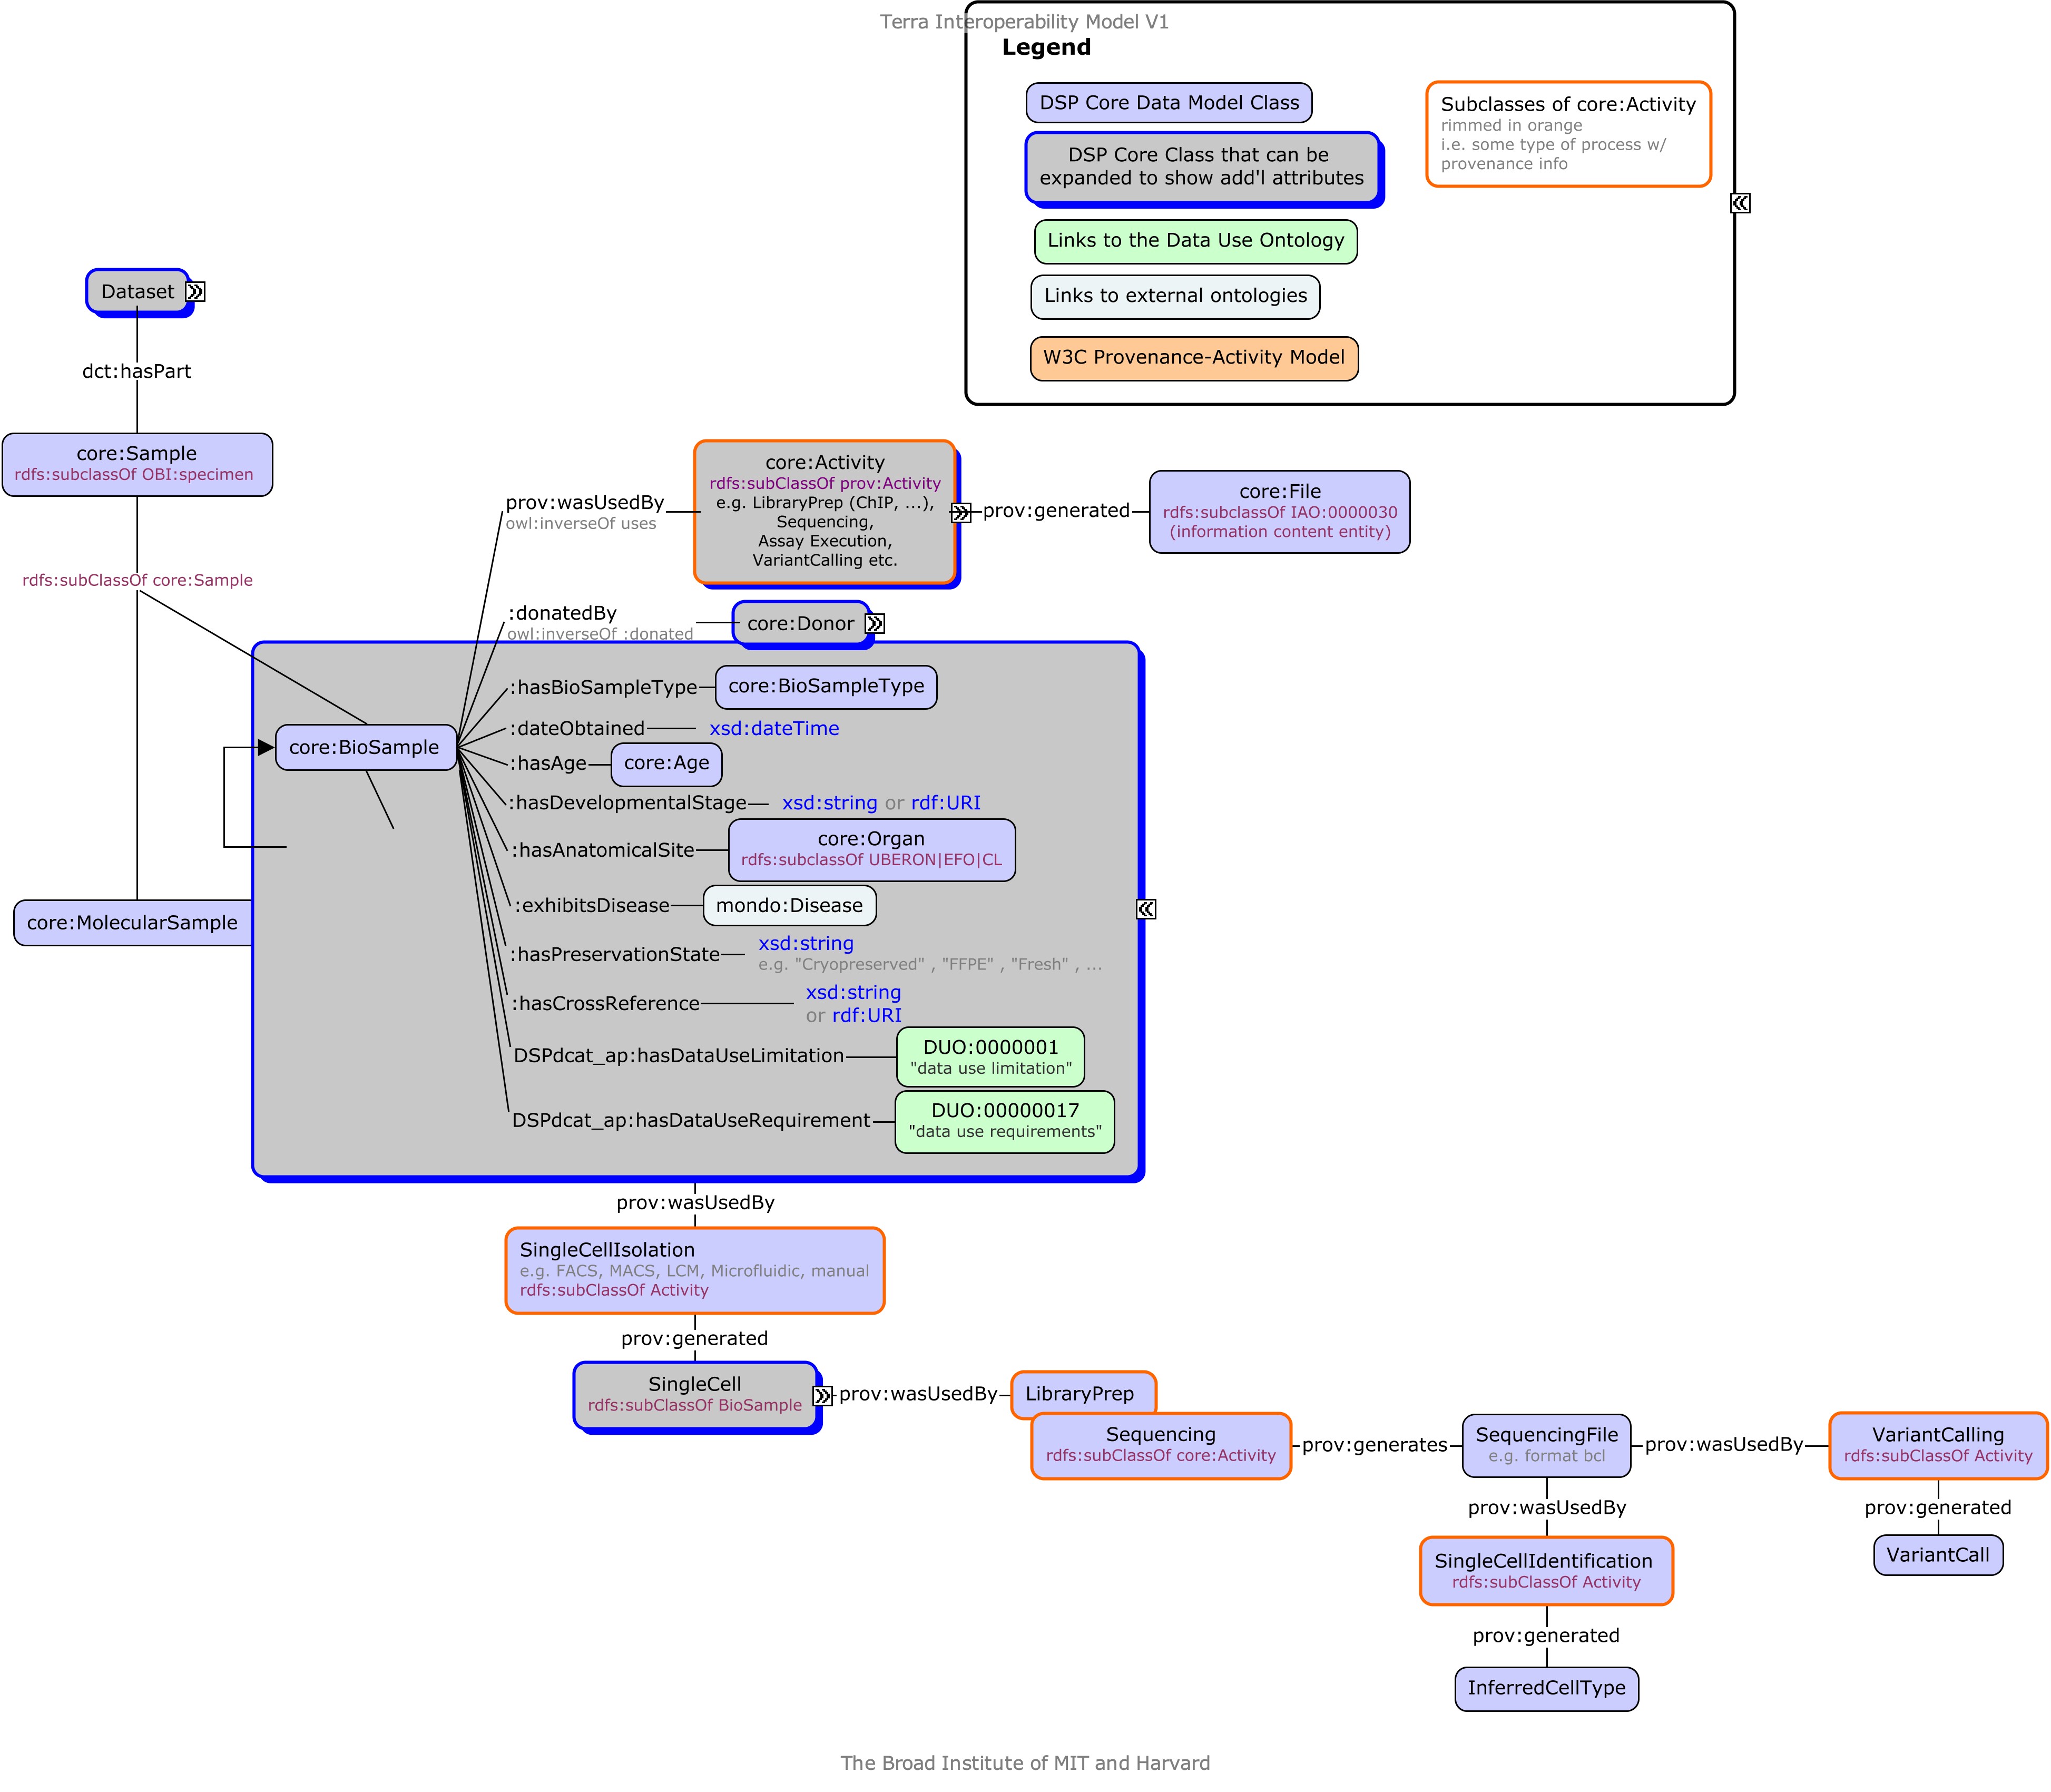 Terra Interoperability Model V1
Legend
DSP Core Data Model Class
DSP Core Class that can be
expanded to show add'l attributes
Links to the Data Use Ontology
Links to external ontologies
W3C Provenance-Activity Model
Subclasses of core:Activity
rimmed in orange
i.e. some type of process w/
provenance info
Dataset
dct:hasPart
core:Sample
rdfs:subclassOf OBI:specimen
rdfs:subClassOf core:Sample
core:MolecularSample
core:BioSample
prov:wasUsedBy
owl:inverseOf uses
core:Activity
rdfs:subClassOf prov:Activity
e.g. LibraryPrep (ChIP, ...),
Sequencing,
Assay Execution,
VariantCalling etc.
prov:generated
core:File
rdfs:subclassOf IAO:0000030
(information content entity)
:donatedBy
owl:inverseOf :donated
core:Donor
:hasBioSampleType
core:BioSampleType
:dateObtained
xsd:dateTime
:hasAge
core:Age
:hasDevelopmentalStage
xsd:string or rdf:URI
:hasAnatomicalSite
core:Organ
rdfs:subclassOf UBERON|EFO|CL
:exhibitsDisease
mondo:Disease
:hasPreservationState
xsd:string
e.g. "Cryopreserved" , "FFPE" , "Fresh" , ...
:hasCrossReference
xsd:string
or rdf:URI
DSPdcat_ap:hasDataUseLimitation
DUO:0000001
"data use limitation"
DSPdcat_ap:hasDataUseRequirement
DUO:00000017
"data use requirements"
prov:wasUsedBy
SingleCellIsolation
e.g. FACS, MACS, LCM, Microfluidic, manual
rdfs:subClassOf Activity
prov:generated
SingleCell
rdfs:subClassOf BioSample
prov:wasUsedBy
LibraryPrep
Sequencing
rdfs:subClassOf core:Activity
prov:generates
SequencingFile
e.g. format bcl
prov:wasUsedBy
VariantCalling
rdfs:subClassOf Activity
prov:generated
VariantCall
prov:wasUsedBy
SingleCellIdentification
rdfs:subClassOf Activity
prov:generated
InferredCellType
The Broad Institute of MIT and Harvard